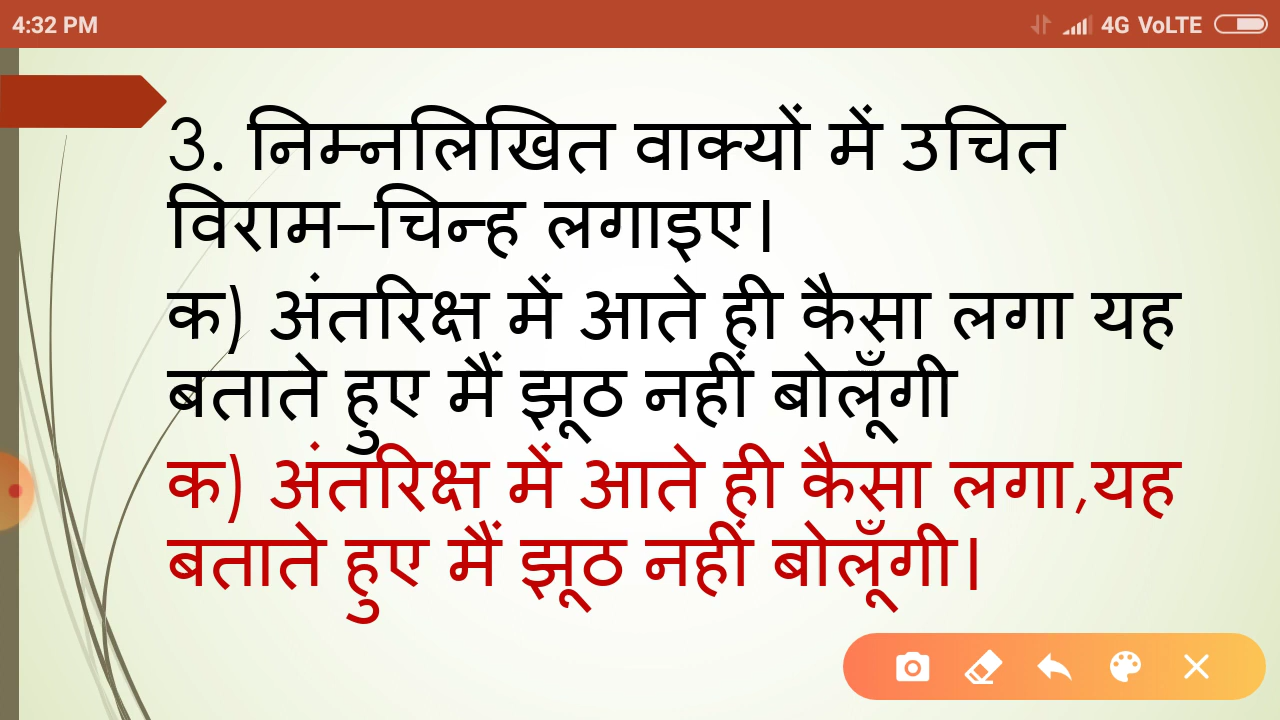 4:32 PM 4G VoLTE
3. निम्नलिखित वाक्यों में उचित
विराम–चिन्ह लगाइए।
क) अंतरिक्ष में आते ही कैसा लगा यह
बताते हुए मैं झूठ नहीं बोलूँगी
क) अंतरिक्ष में आते ही कैसा लगा,यह
बताते हुए मैं झूठ नहीं बोलूँगी।